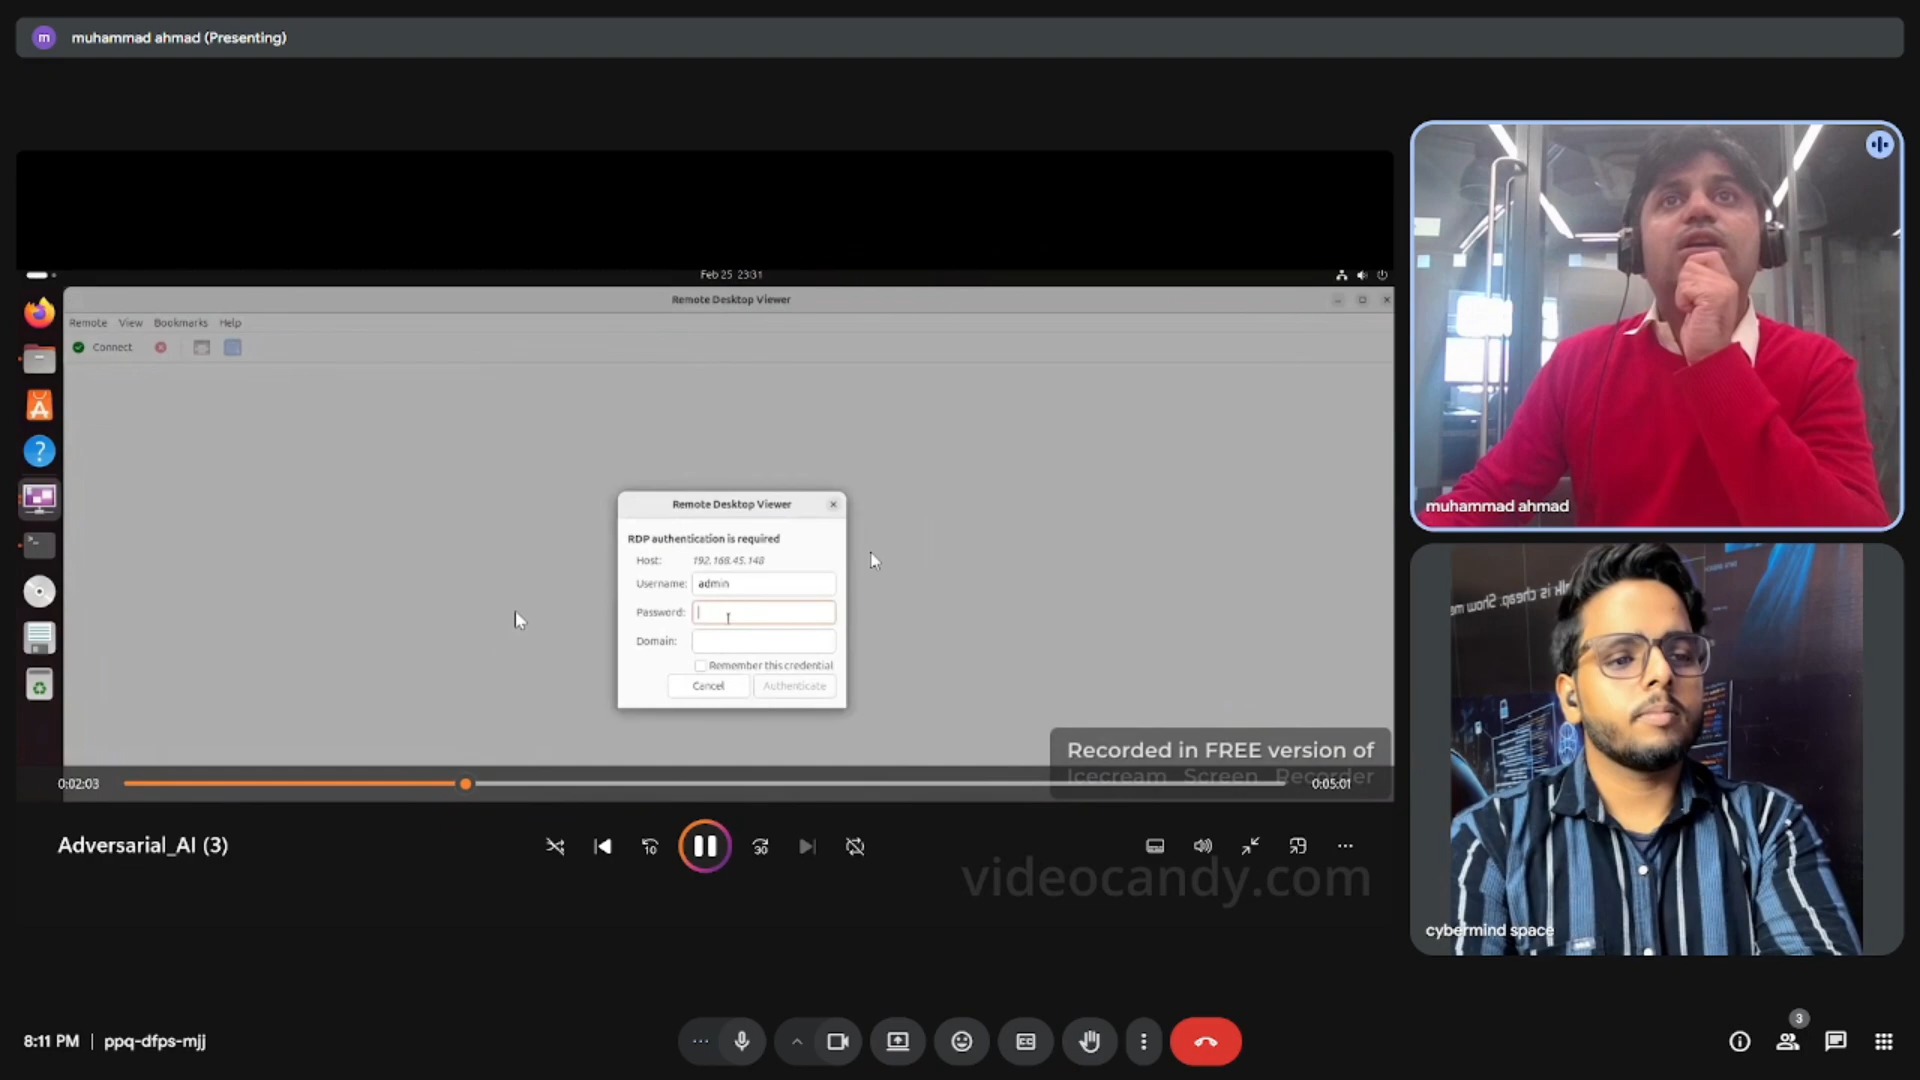 m muhammad ahmad (Presenting)
Feb 25 23:31
Remote Desktop Viewer
Remote View Bookmarks Help
Connect
Remote Desktop Viewer
RDP authentication is required
Host: 192.168.45.148
Username: admin
Password:
Domain:
Remember this credential
Cancel Authenticate
Recorded in FREE version of
Icecream Screen Recorder
0:02:03
0:05:01
Adversarial_AI (3)
10
30
videocandy.com
muhammad ahmad
cybermind space
8:11 PM | ppq-dfps-mjj
3